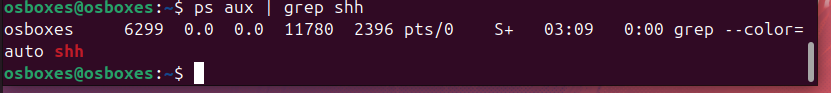 osboxes@osboxes:~$ ps aux | grep shh
osboxes     6299  0.0  0.0  11780  2396 pts/0    S+   03:09   0:00 grep --color=
auto shh
osboxes@osboxes:~$